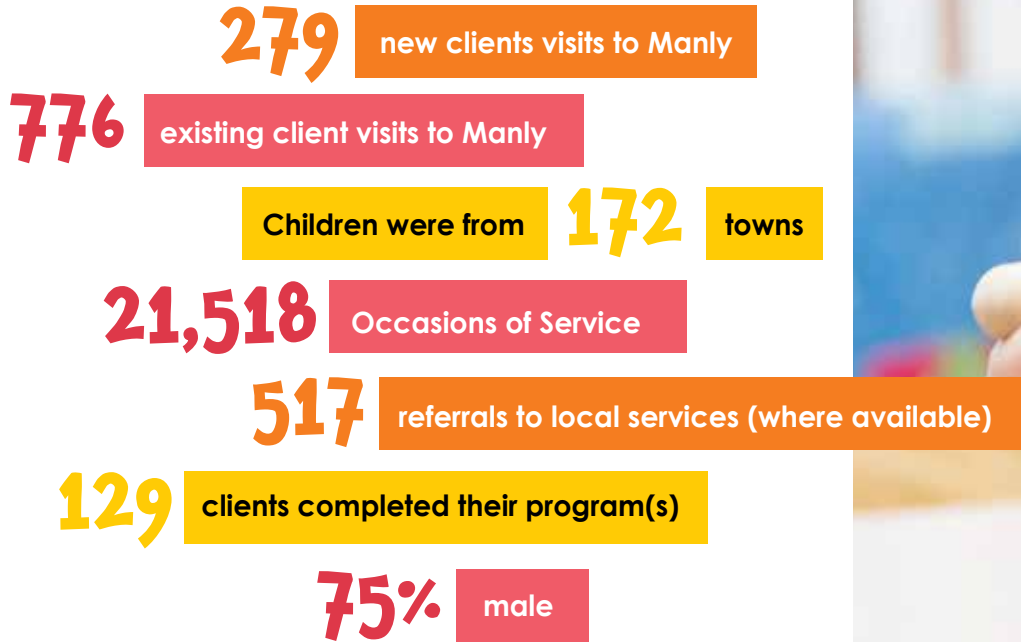 279 new clients visits to Manly
776 existing client visits to Manly
Children were from 172 towns
21,518 Occasions of Service
517 referrals to local services (where available)
129 clients completed their program(s)
75% male